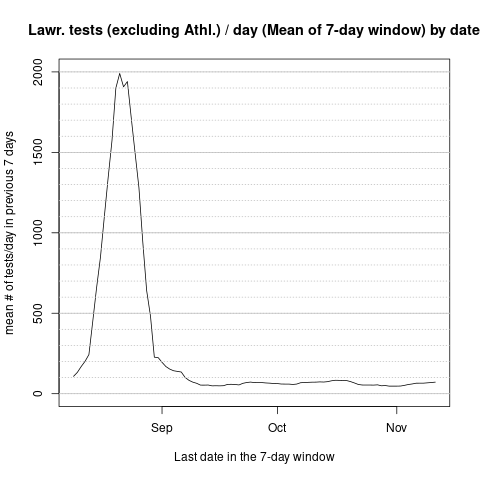 Lawr. tests (excluding Athl.) / day (Mean of 7-day window) by date
mean # of tests/day in previous 7 days
2000
1500
1000
500
0
Sep Oct Nov
Last date in the 7-day window